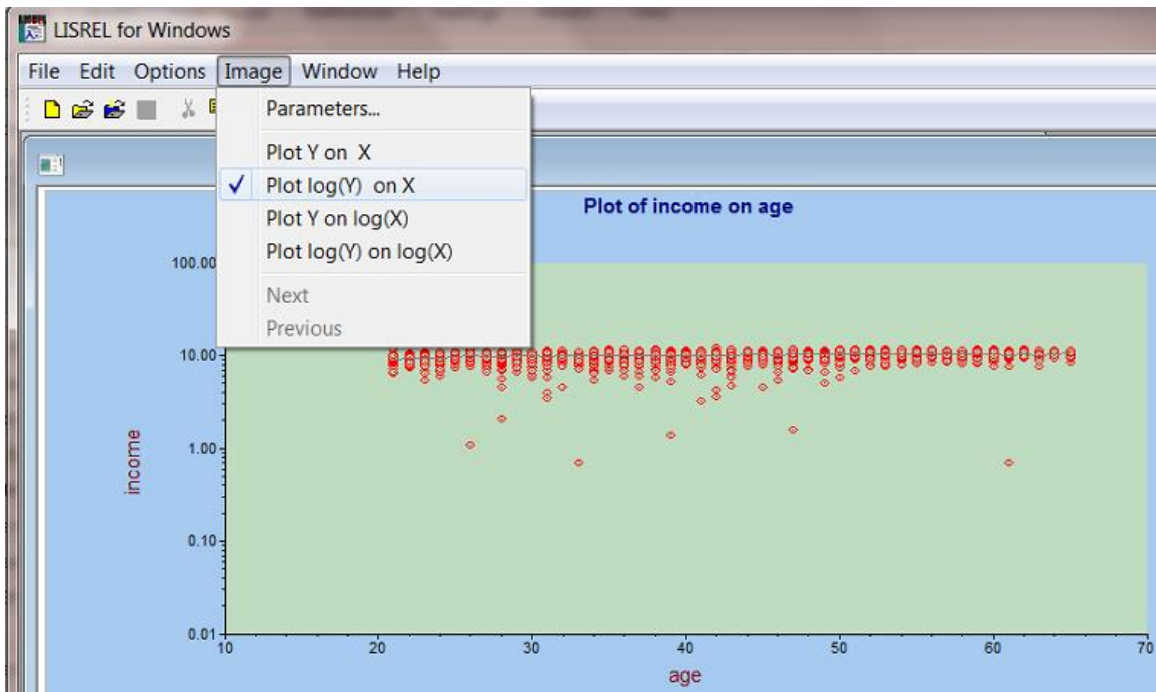 LISREL for Windows
File Edit Options Image Window Help
Parameters...
Plot Y on X
Plot log(Y) on X
Plot Y on log(X)
Plot log(Y) on log(X)
Next
Previous
Plot of income on age
100.00
10.00
1.00
0.10
0.01
income
10 20 30 40 50 60 70
age